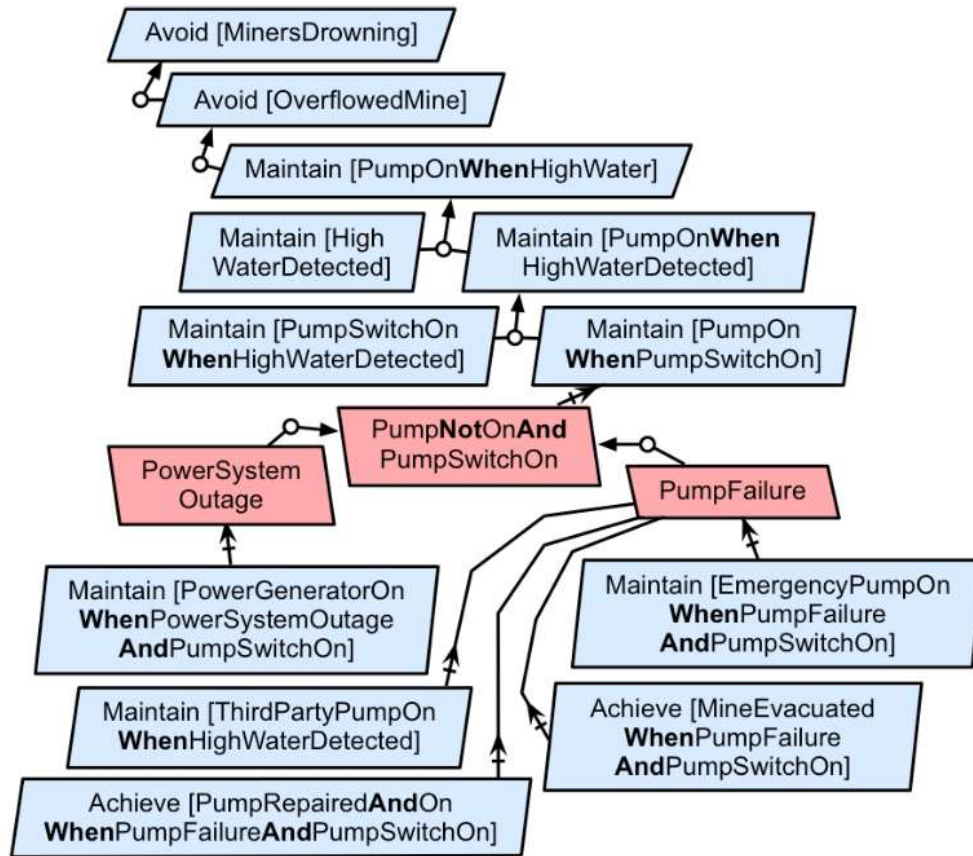 Avoid [MinersDrowning]
Avoid [OverflowedMine]
Maintain [PumpOnWhenHighWater]
Maintain [High
WaterDetected]
Maintain [PumpOnWhen
HighWaterDetected]
Maintain [PumpSwitchOn
WhenHighWaterDetected]
Maintain [PumpOn
WhenPumpSwitchOn]
PumpNotOnAnd
PumpSwitchOn
PowerSystem
Outage
PumpFailure
Maintain [PowerGeneratorOn
WhenPowerSystemOutage
AndPumpSwitchOn]
Maintain [EmergencyPumpOn
WhenPumpFailure
AndPumpSwitchOn]
Maintain [ThirdPartyPumpOn
WhenHighWaterDetected]
Achieve [MineEvacuated
WhenPumpFailure
AndPumpSwitchOn]
Achieve [PumpRepairedAndOn
WhenPumpFailureAndPumpSwitchOn]